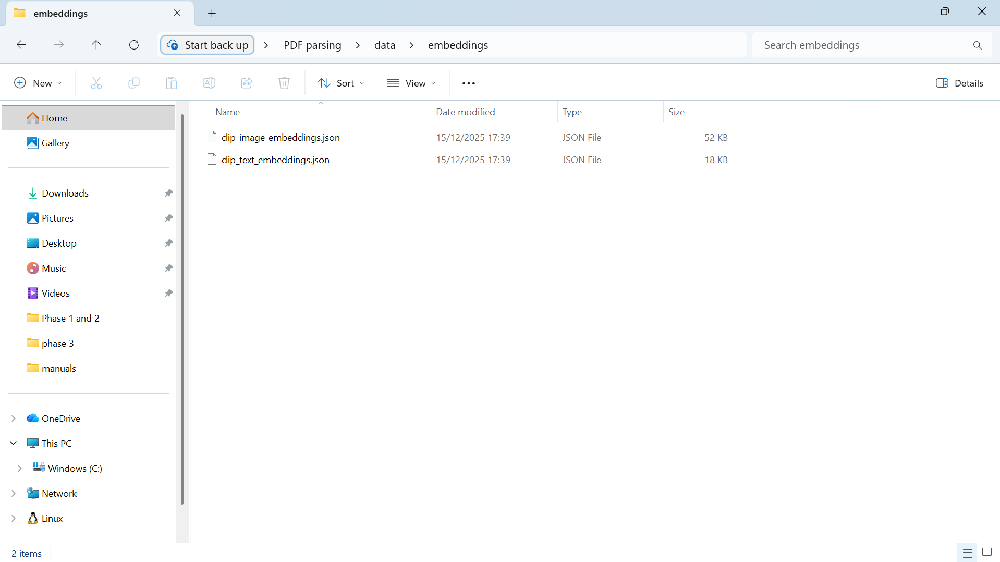 embeddings
Start back up > PDF parsing > data > embeddings
Search embeddings
New
Sort
View
Details
Name Date modified Type Size
clip_image_embeddings.json 15/12/2025 17:39 JSON File 52 KB
clip_text_embeddings.json 15/12/2025 17:39 JSON File 18 KB
Home
Gallery
Downloads
Pictures
Desktop
Music
Videos
Phase 1 and 2
phase 3
manuals
OneDrive
This PC
Windows (C:)
Network
Linux
2 items